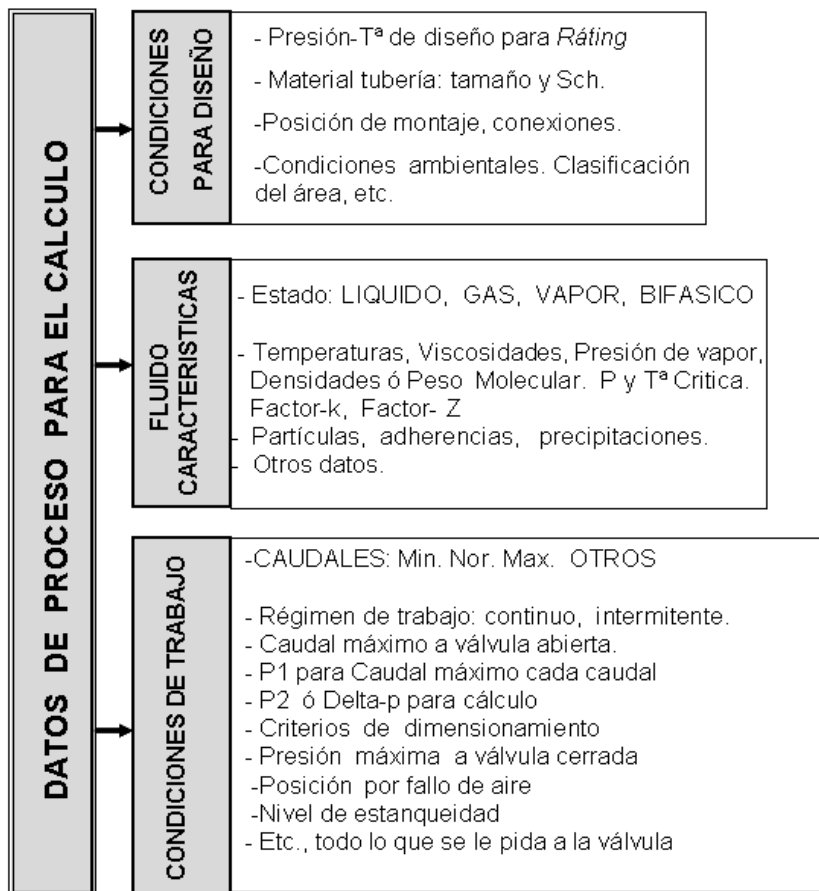 DATOS DE PROCESO PARA EL CALCULO
CONDICIONES
PARA DISEÑO
- Presión-Tª de diseño para Ráting
- Material tubería: tamaño y Sch.
-Posición de montaje, conexiones.
-Condiciones ambientales. Clasificación
del área, etc.
FLUIDO
CARACTERISTICAS
- Estado: LIQUIDO, GAS, VAPOR, BIFASICO
- Temperaturas, Viscosidades, Presión de vapor,
Densidades ó Peso Molecular. P y Tª Critica.
Factor-k, Factor- Z
- Partículas, adherencias, precipitaciones.
- Otros datos.
CONDICIONES DE TRABAJO
-CAUDALES: Min. Nor. Max. OTROS
- Régimen de trabajo: continuo, intermitente.
- Caudal máximo a válvula abierta.
- P1 para Caudal máximo cada caudal
- P2 ó Delta-p para cálculo
- Criterios de dimensionamiento
- Presión máxima a válvula cerrada
-Posición por fallo de aire
-Nivel de estanqueidad
- Etc., todo lo que se le pida a la válvula